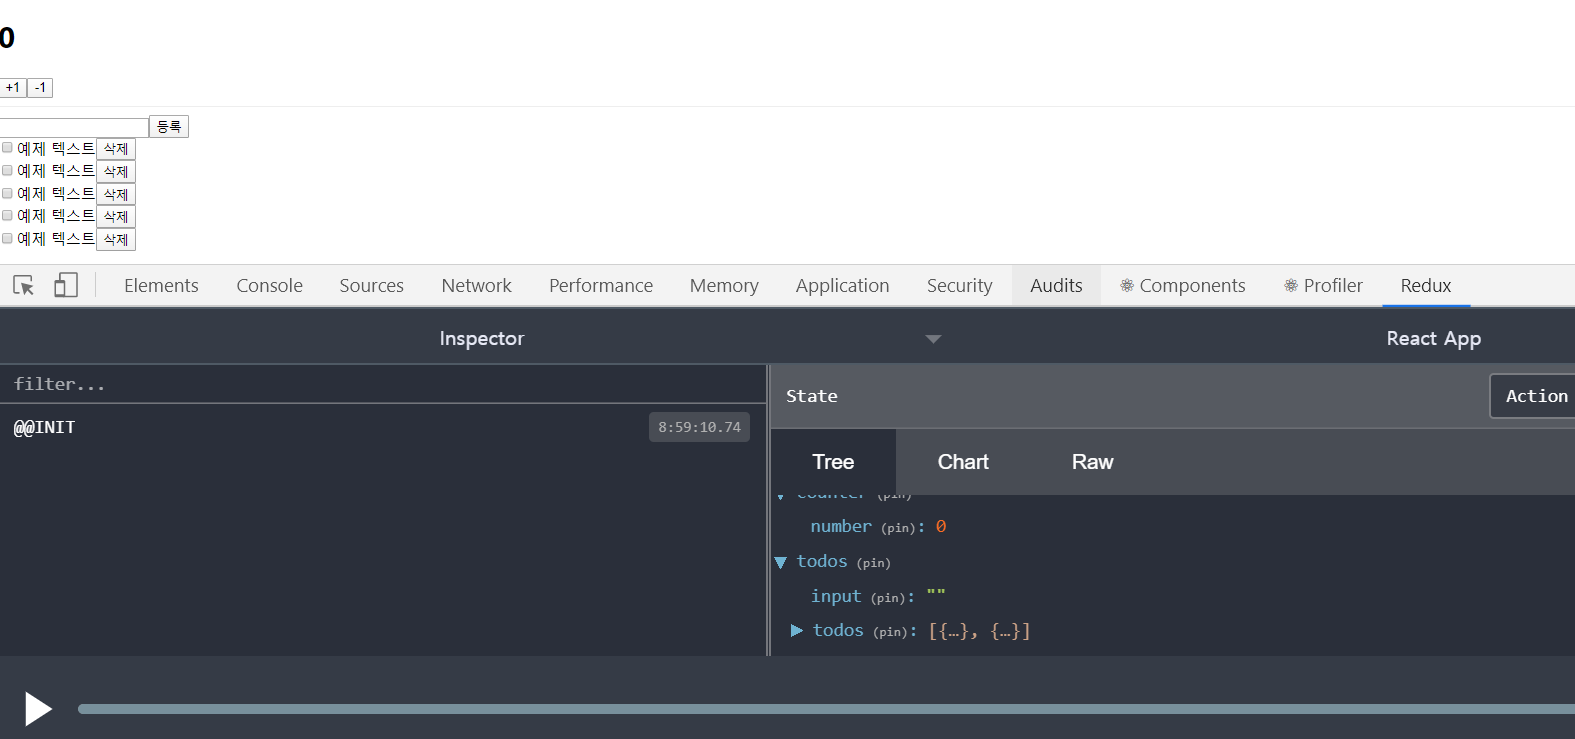 0
+1 -1
등록
예제 텍스트 삭제
예제 텍스트 삭제
예제 텍스트 삭제
예제 텍스트 삭제
예제 텍스트 삭제
Elements Console Sources Network Performance Memory Application Security Audits Components Profiler Redux
Inspector React App
filter...
@@INIT 8:59:10.74
State Action
Tree Chart Raw
counter (pin)
number (pin): 0
todos (pin)
input (pin): ""
todos (pin): [{…}, {…}]